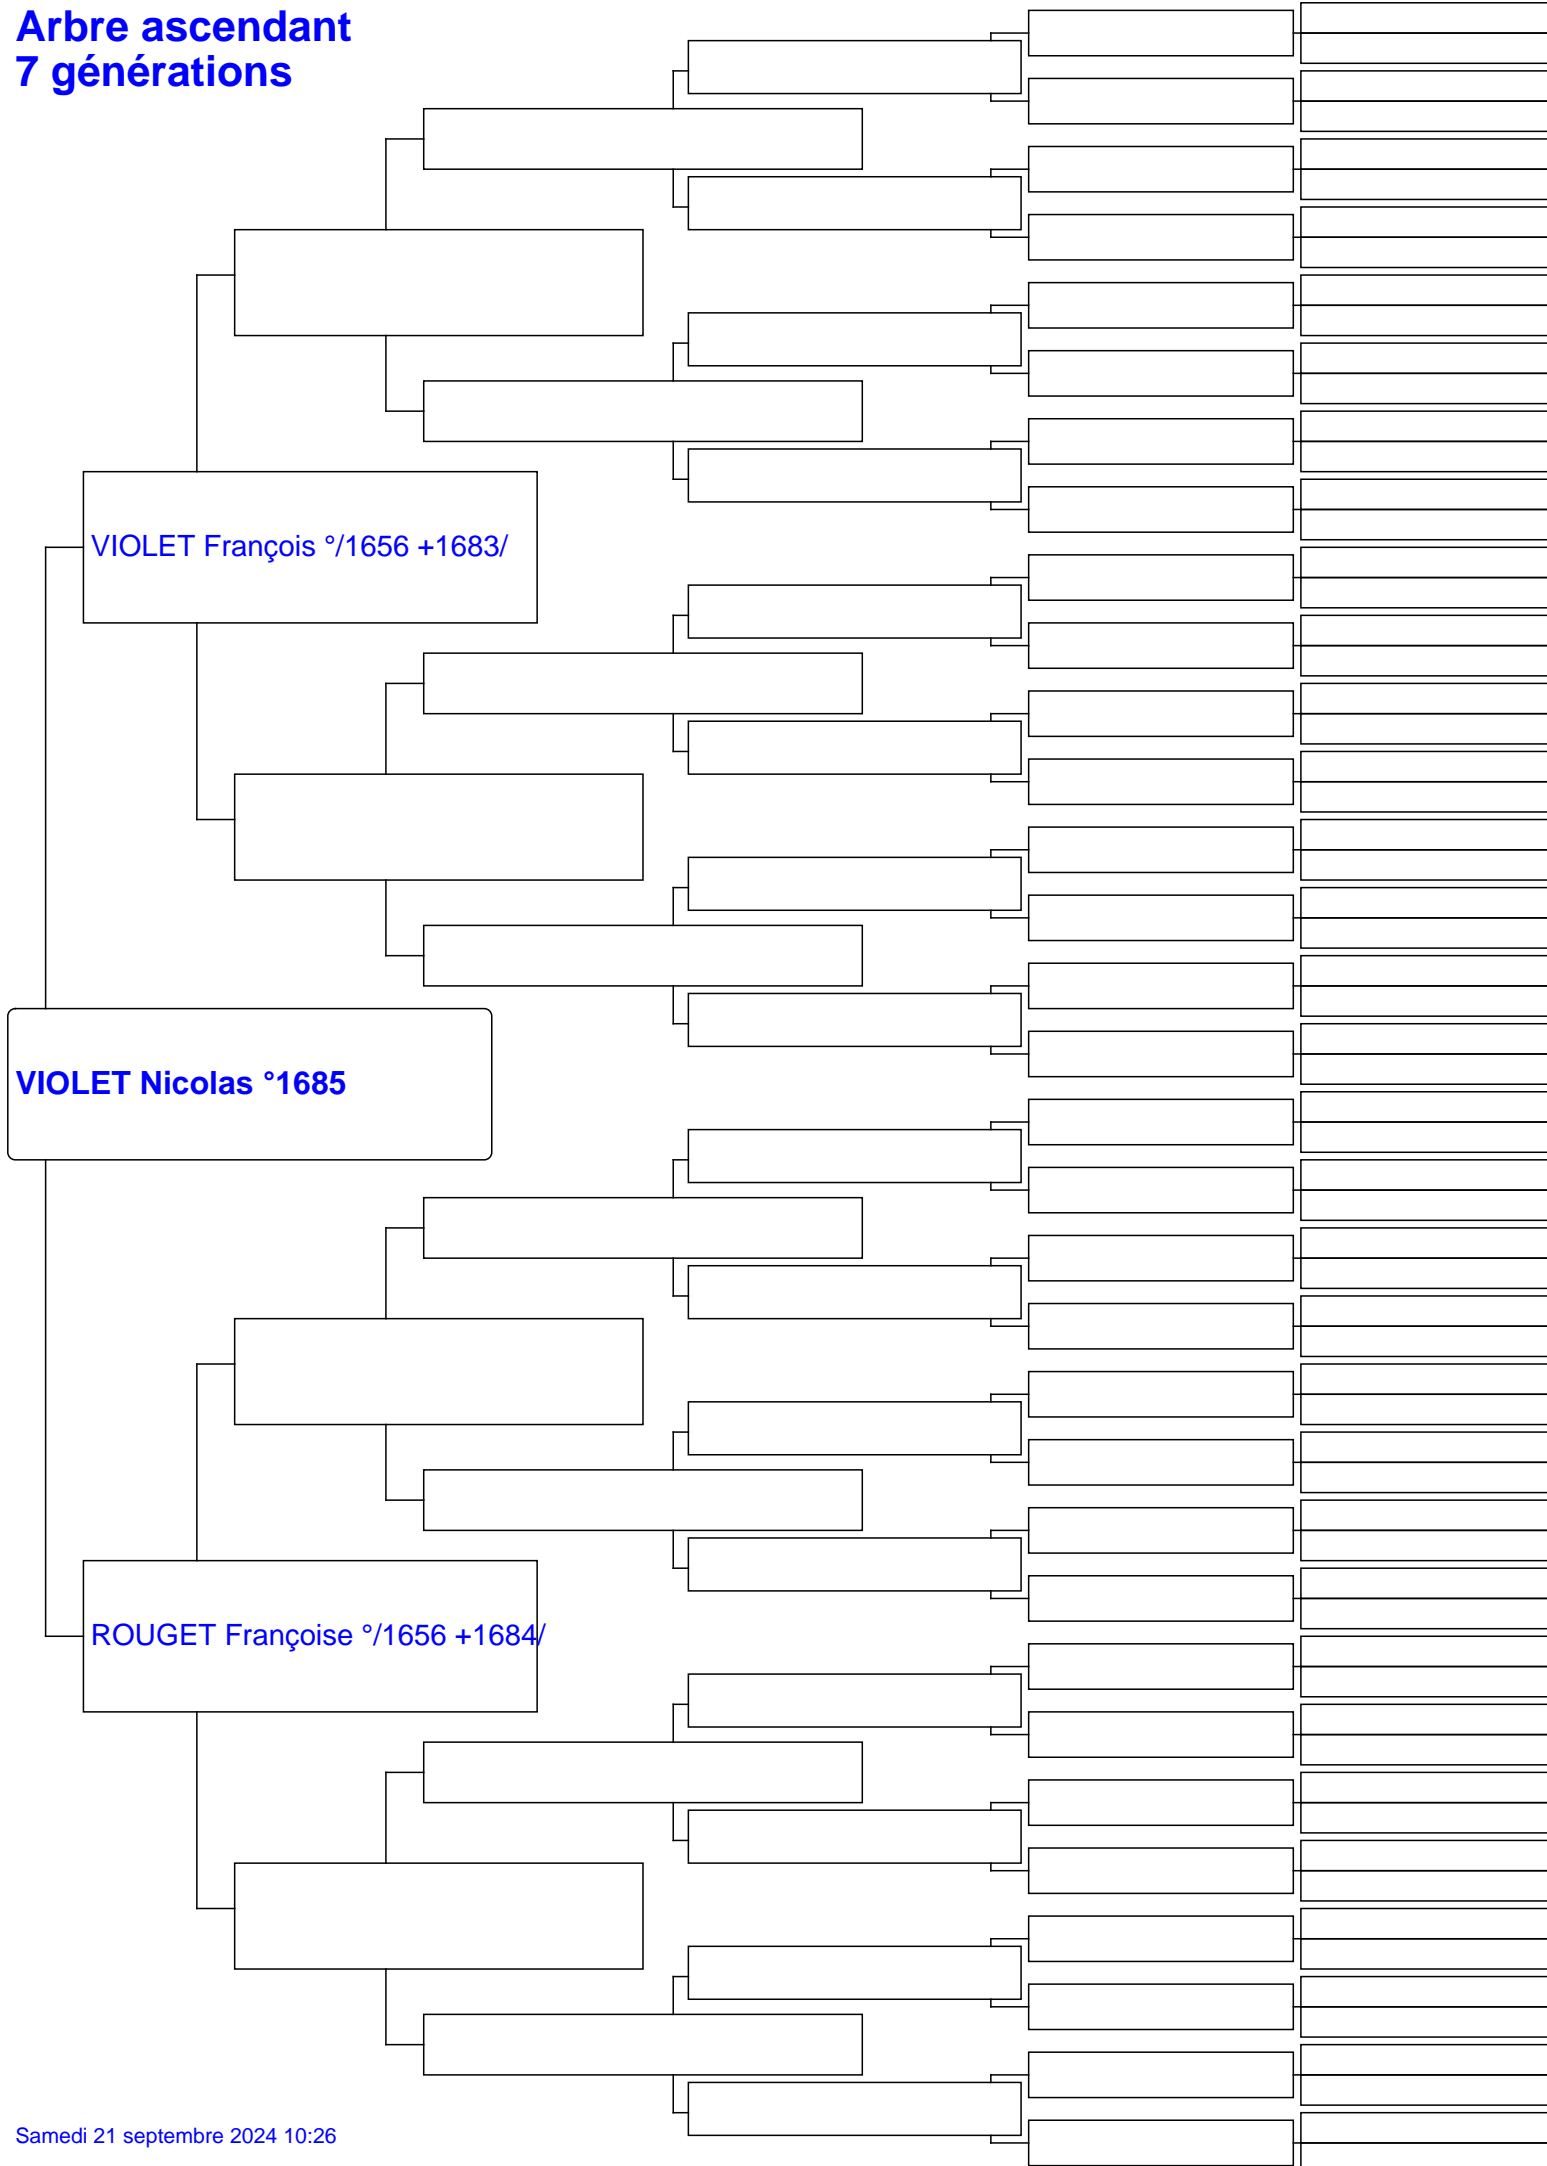 Arbre ascendant
7 générations
VIOLET François °/1656 +1683/
VIOLET Nicolas °1685
ROUGET Françoise °/1656 +1684/
Samedi 21 septembre 2024 10:26